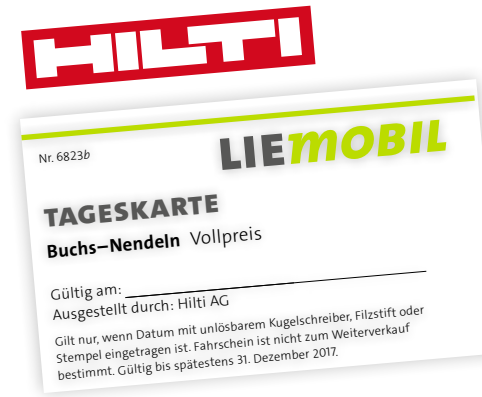 HILTI
Nr. 6823b
LIEmobil
TAGESKARTE
Buchs–Nendeln Vollpreis
Gültig am:
Ausgestellt durch: Hilti AG
Gilt nur, wenn Datum mit unlösbarem Kugelschreiber, Filzstift oder
Stempel eingetragen ist. Fahrschein ist nicht zum Weiterverkauf
bestimmt. Gültig bis spätestens 31. Dezember 2017.